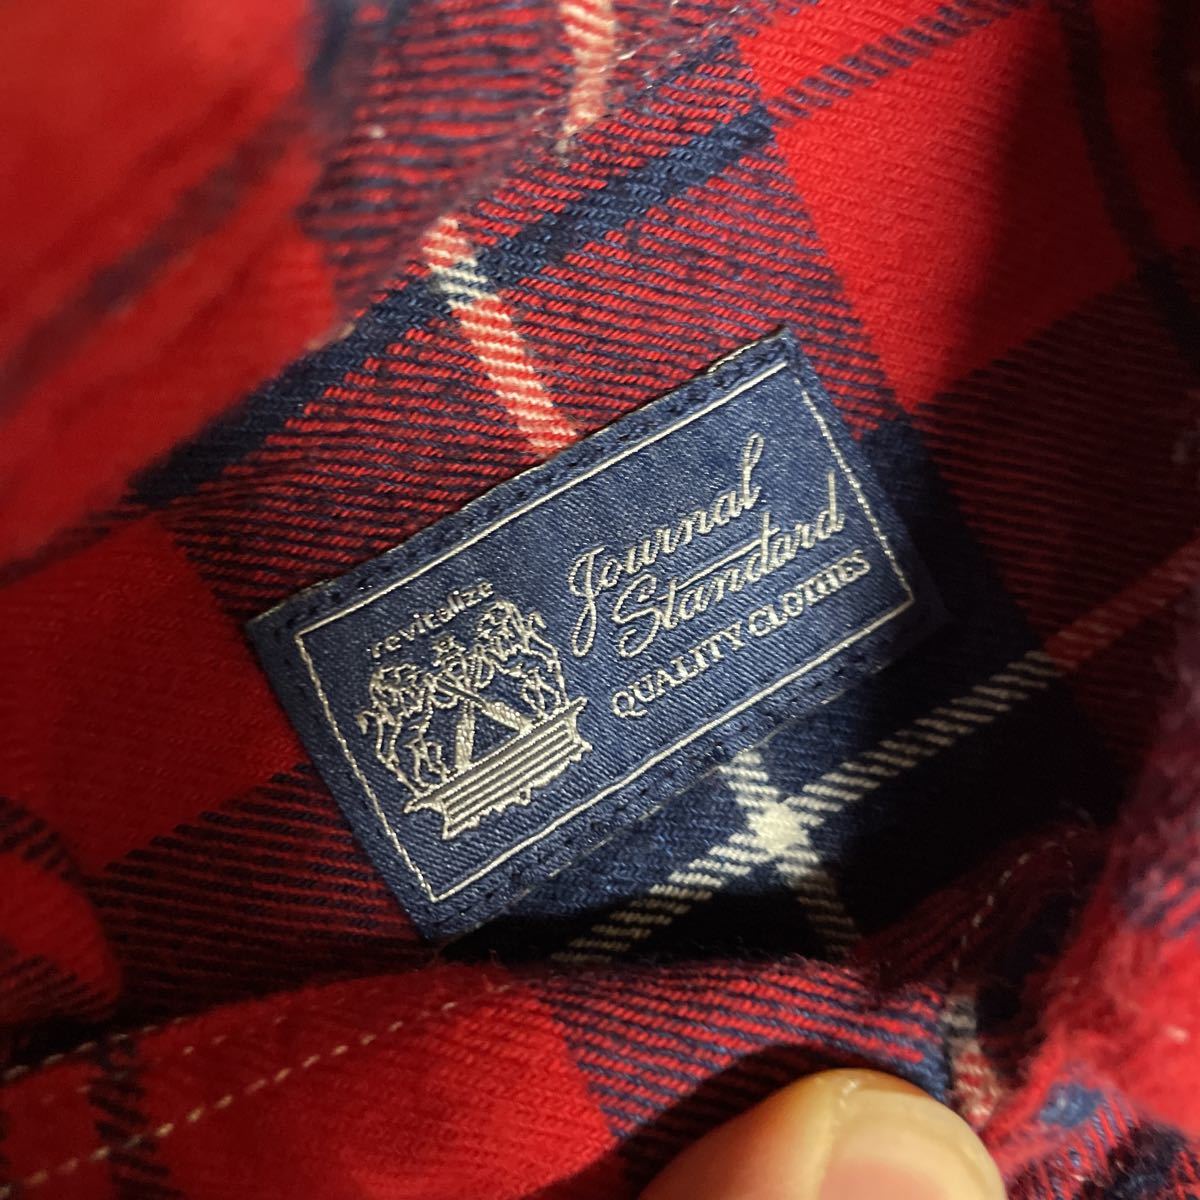 revitalize
Journal
Standard
QUALITY CLOTHES